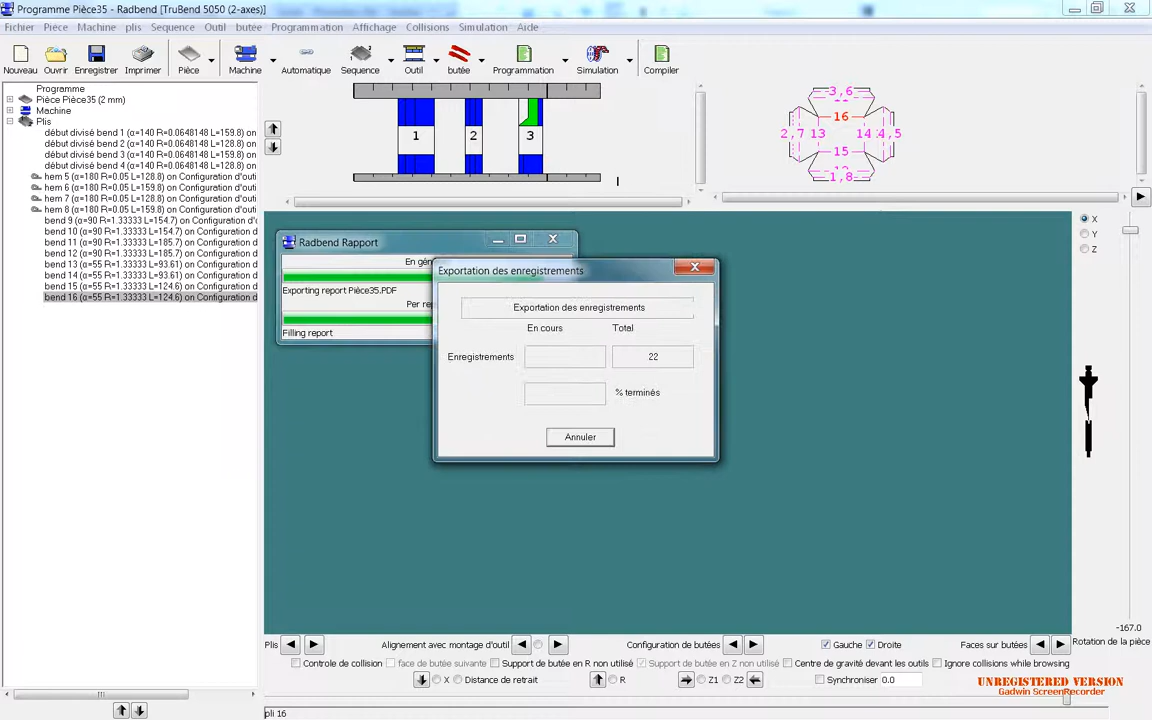 Programme Pièce35 - Radbend [TruBend 5050 (2-axes)]
Fichier Pièce Machine plis Sequence Outil butée Programmation Affichage Collisions Simulation Aide
Nouveau Ouvrir Enregistrer Imprimer Pièce Machine Automatique Sequence Outil butée Programmation Simulation Compiler
Programme
Pièce Pièce35 (2 mm)
Machine
Plis
début divisé bend 1 (α=140 R=0.0648148 L=159.8) on
début divisé bend 2 (α=140 R=0.0648148 L=128.8) on
début divisé bend 3 (α=140 R=0.0648148 L=159.8) on
début divisé bend 4 (α=140 R=0.0648148 L=128.8) on
hem 5 (α=180 R=0.05 L=128.8) on Configuration d'outi
hem 6 (α=180 R=0.05 L=159.8) on Configuration d'outi
hem 7 (α=180 R=0.05 L=128.8) on Configuration d'outi
hem 8 (α=180 R=0.05 L=159.8) on Configuration d'outi
bend 9 (α=90 R=1.33333 L=154.7) on Configuration d'o
bend 10 (α=90 R=1.33333 L=154.7) on Configuration d'
bend 11 (α=90 R=1.33333 L=185.7) on Configuration d'
bend 12 (α=90 R=1.33333 L=185.7) on Configuration d'
bend 13 (α=55 R=1.33333 L=93.61) on Configuration d'
bend 14 (α=55 R=1.33333 L=93.61) on Configuration d'
bend 15 (α=55 R=1.33333 L=124.6) on Configuration d'
bend 16 (α=55 R=1.33333 L=124.6) on Configuration d
1 2 3
3,6
16
2,7 13 14 4,5
15
1,8
X
Y
Z
Radbend Rapport
En gén
Exporting report Pièce35.PDF
Per re
Filling report
Exportation des enregistrements
Exportation des enregistrements
En cours Total
Enregistrements 22
% terminés
Annuler
-167.0
Rotation de la pièce
Plis Alignement avec montage d'outil Configuration de butées Gauche Droite Faces sur butées
Controle de collision face de butée suivante Support de butée en R non utilisé Support de butée en Z non utilisé Centre de gravité devant les outils Ignore collisions while browsing
X Distance de retrait R Z1 Z2 Synchroniser 0.0
UNREGISTERED VERSION
Gadwin ScreenRecorder
pli 16